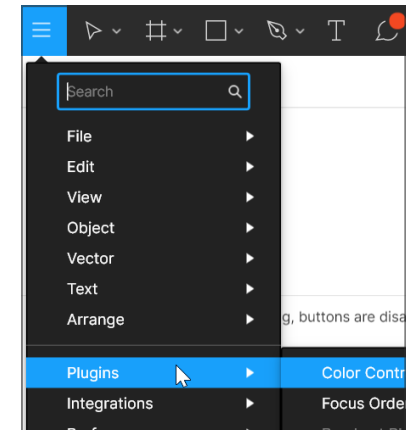 T
Search
File
Edit
View
Object
Vector
Text
Arrange
g, buttons are disa
Plugins
Color Contr
Integrations
Focus Orde